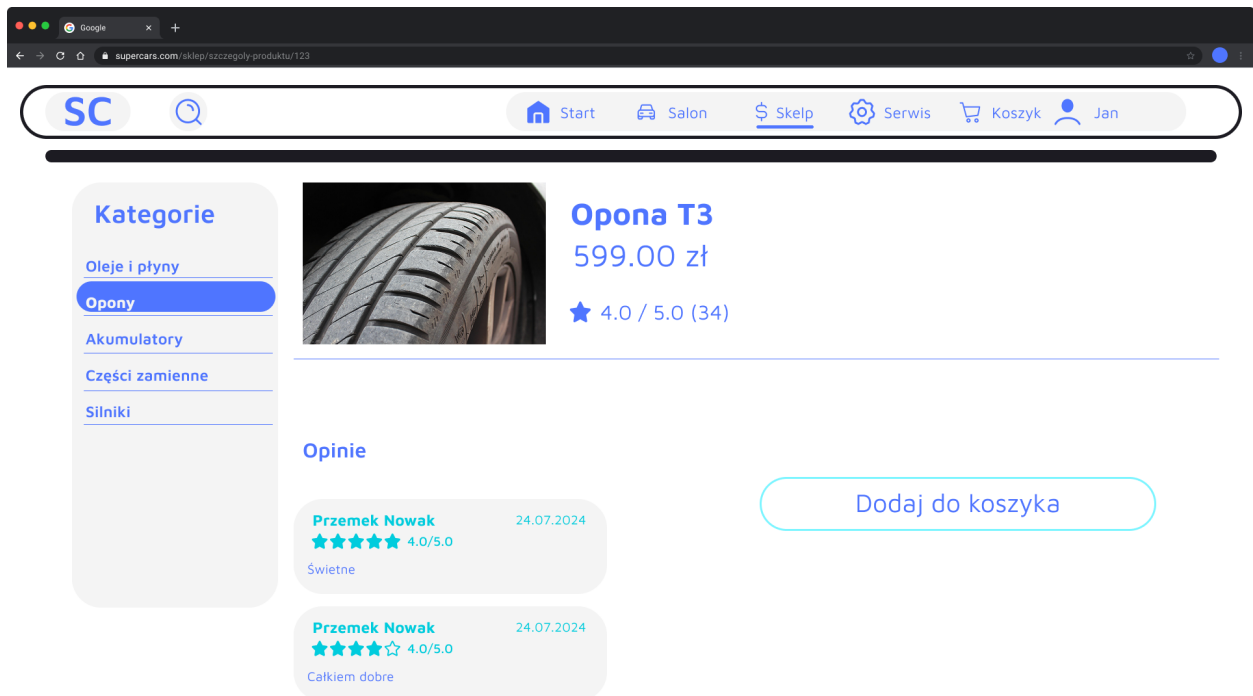 Google × +
supercars.com/sklep/szczegoly-produktu/123
SC Start Salon $ Skelp Serwis Koszyk Jan
Kategorie
Oleje i płyny
Opony
Akumulatory
Części zamienne
Silniki
Opona T3
599.00 zł
4.0 / 5.0 (34)
Opinie
Przemek Nowak 24.07.2024
4.0/5.0
Świetne
Przemek Nowak 24.07.2024
4.0/5.0
Całkiem dobre
Dodaj do koszyka